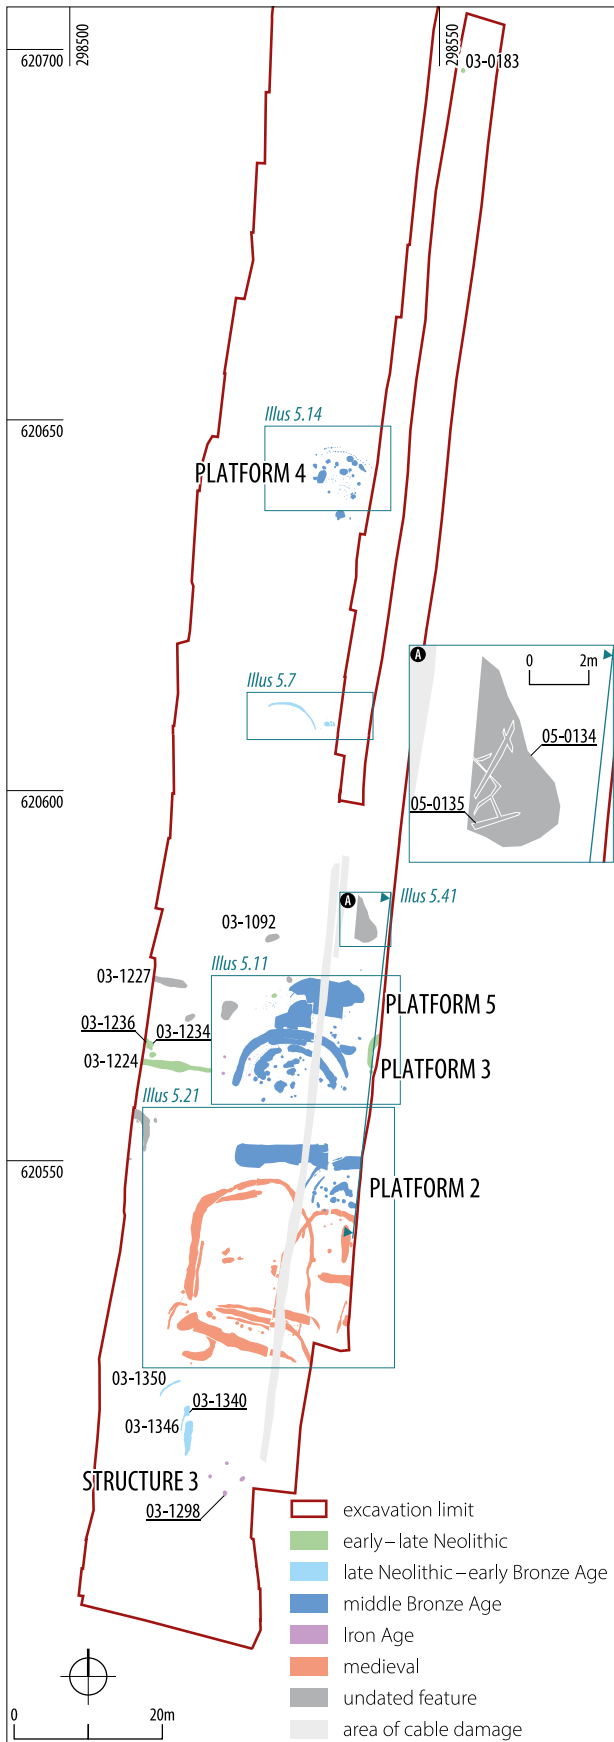 620700
298500
298550
03-0183
620650
Illus 5.14
PLATFORM 4
Illus 5.7
A
0 2m
05-0134
05-0135
620600
A
Illus 5.41
03-1092
Illus 5.11
03-1227
PLATFORM 5
03-1236
03-1234
03-1224
PLATFORM 3
Illus 5.21
620550
PLATFORM 2
03-1350
03-1340
03-1346
STRUCTURE 3
03-1298
excavation limit
early–late Neolithic
late Neolithic–early Bronze Age
middle Bronze Age
Iron Age
medieval
undated feature
area of cable damage
0 20m